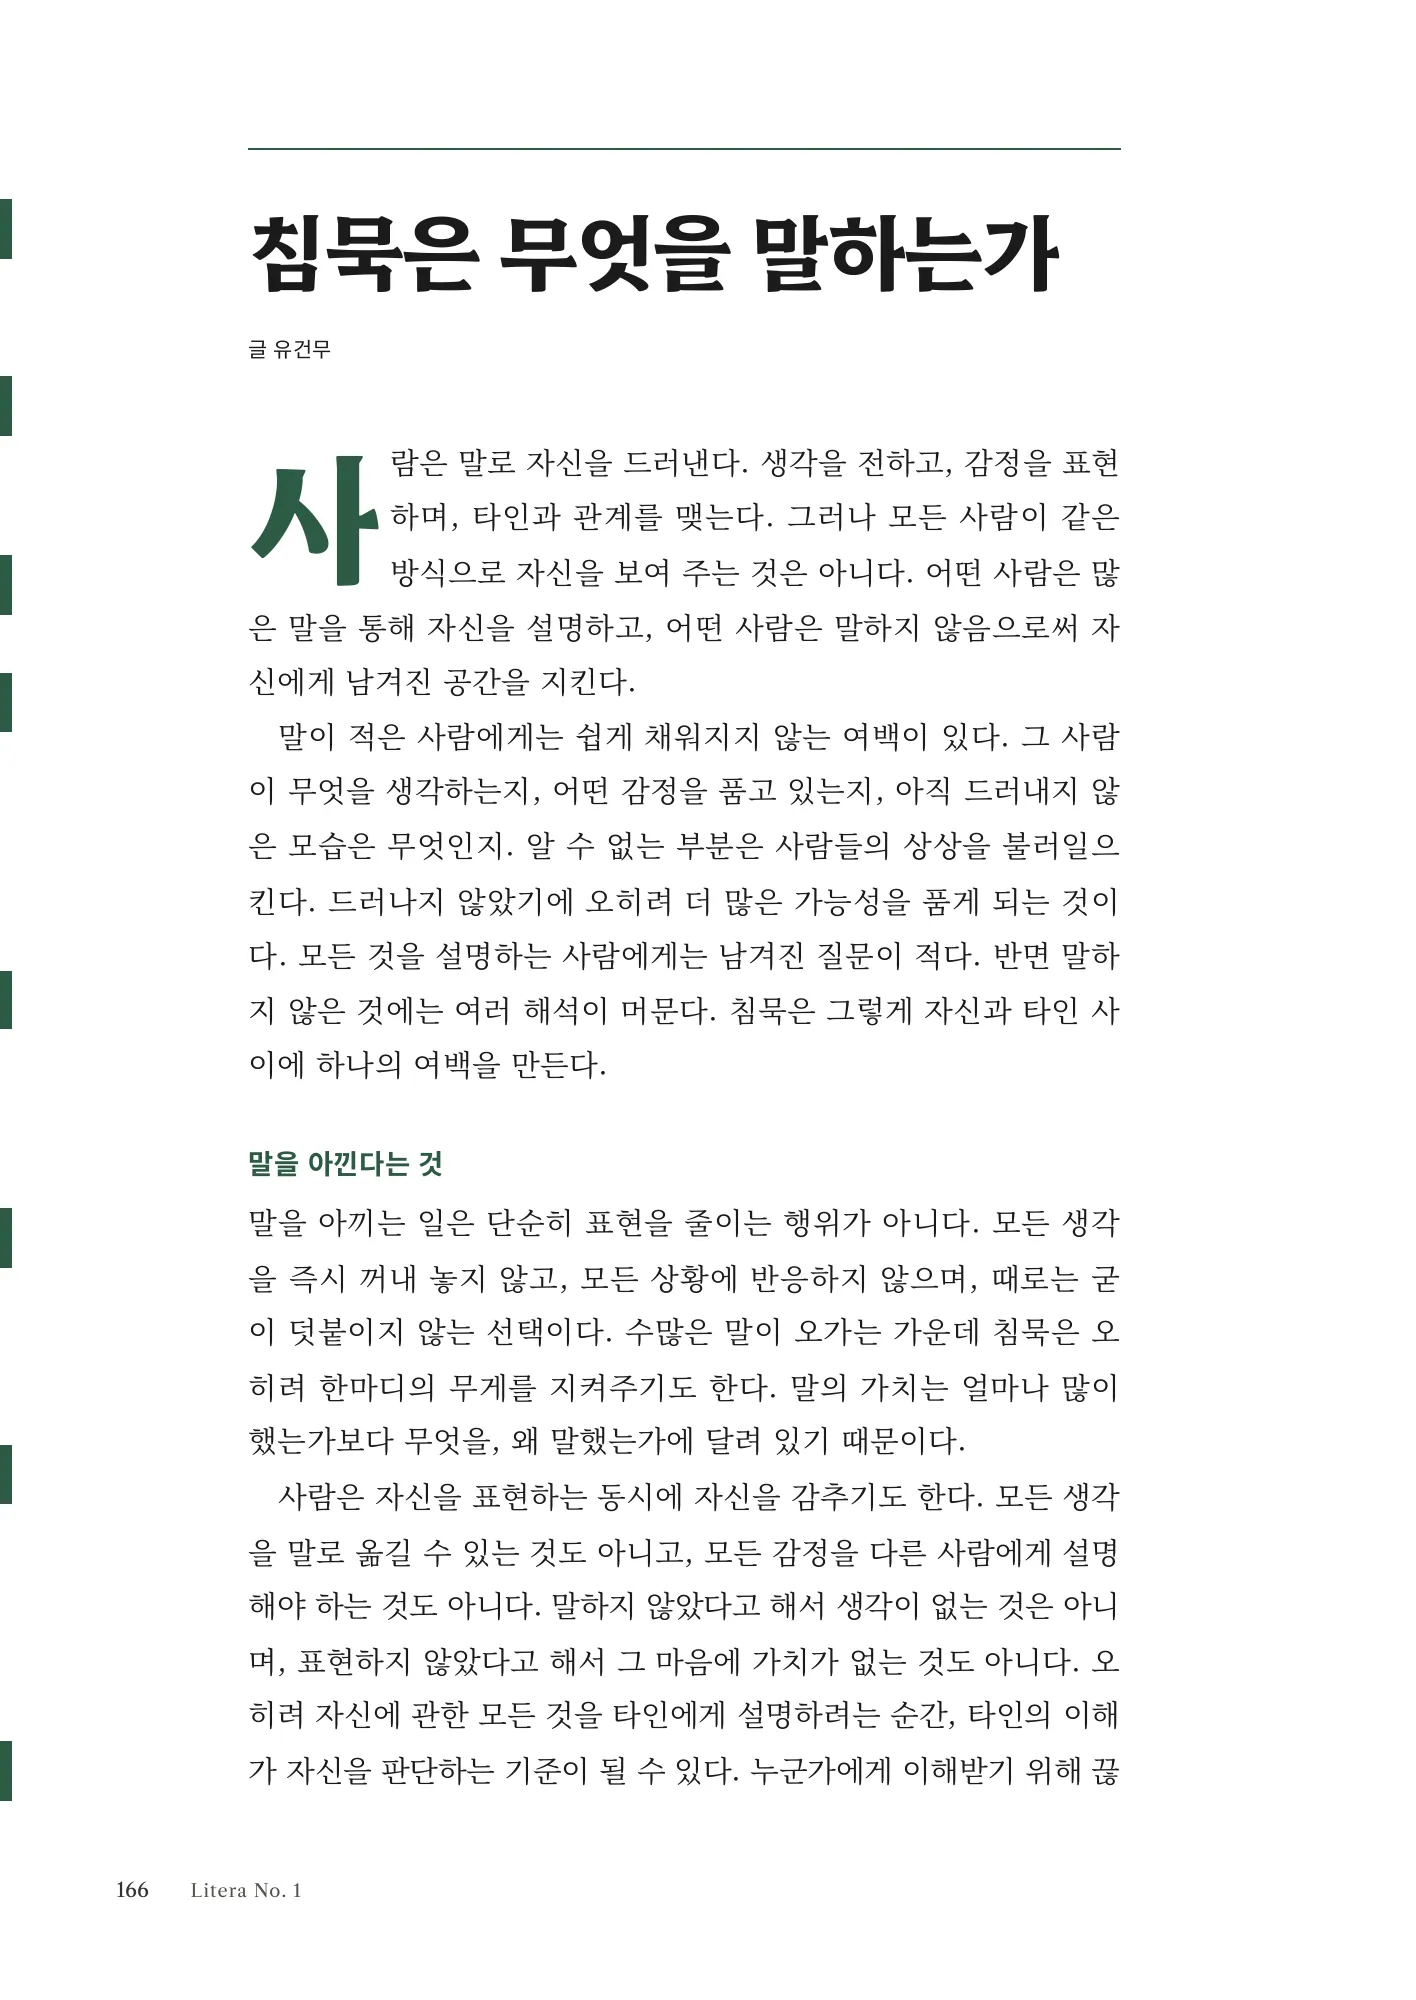 침묵은 무엇을 말하는가
글 유건무
사람은 말로 자신을 드러낸다. 생각을 전하고, 감정을 표현
하며, 타인과 관계를 맺는다. 그러나 모든 사람이 같은
방식으로 자신을 보여 주는 것은 아니다. 어떤 사람은 많
은 말을 통해 자신을 설명하고, 어떤 사람은 말하지 않음으로써 자
신에게 남겨진 공간을 지킨다.
말이 적은 사람에게는 쉽게 채워지지 않는 여백이 있다. 그 사람
이 무엇을 생각하는지, 어떤 감정을 품고 있는지, 아직 드러내지 않
은 모습은 무엇인지. 알 수 없는 부분은 사람들의 상상을 불러일으
킨다. 드러나지 않았기에 오히려 더 많은 가능성을 품게 되는 것이
다. 모든 것을 설명하는 사람에게는 남겨진 질문이 적다. 반면 말하
지 않은 것에는 여러 해석이 머문다. 침묵은 그렇게 자신과 타인 사
이에 하나의 여백을 만든다.
말을 아낀다는 것
말을 아끼는 일은 단순히 표현을 줄이는 행위가 아니다. 모든 생각
을 즉시 꺼내 놓지 않고, 모든 상황에 반응하지 않으며, 때로는 굳
이 덧붙이지 않는 선택이다. 수많은 말이 오가는 가운데 침묵은 오
히려 한마디의 무게를 지켜주기도 한다. 말의 가치는 얼마나 많이
했는가보다 무엇을, 왜 말했는가에 달려 있기 때문이다.
사람은 자신을 표현하는 동시에 자신을 감추기도 한다. 모든 생각
을 말로 옮길 수 있는 것도 아니고, 모든 감정을 다른 사람에게 설명
해야 하는 것도 아니다. 말하지 않았다고 해서 생각이 없는 것은 아니
며, 표현하지 않았다고 해서 그 마음에 가치가 없는 것도 아니다. 오
히려 자신에 관한 모든 것을 타인에게 설명하려는 순간, 타인의 이해
가 자신을 판단하는 기준이 될 수 있다. 누군가에게 이해받기 위해 끊
166 Litera No. 1